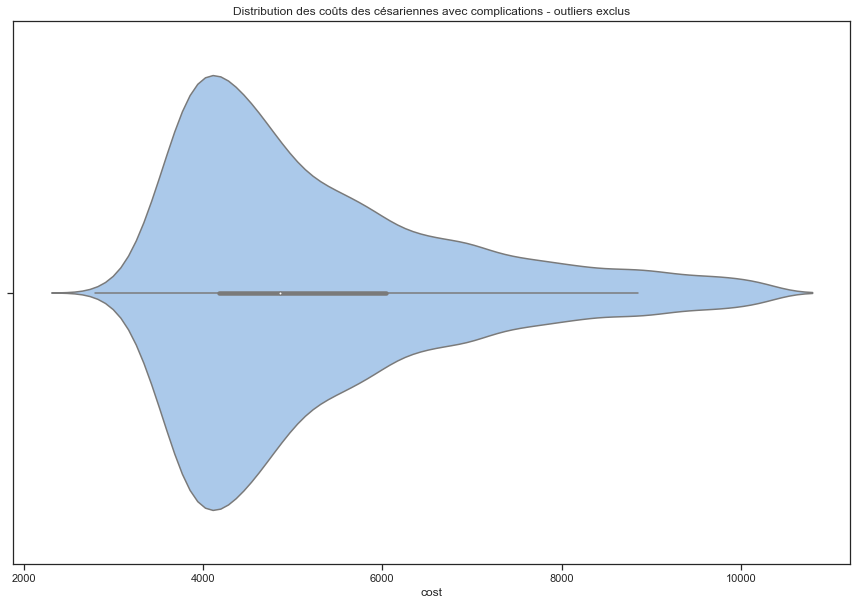 Distribution des coûts des césariennes avec complications - outliers exclus
2000 4000 6000 8000 10000
cost